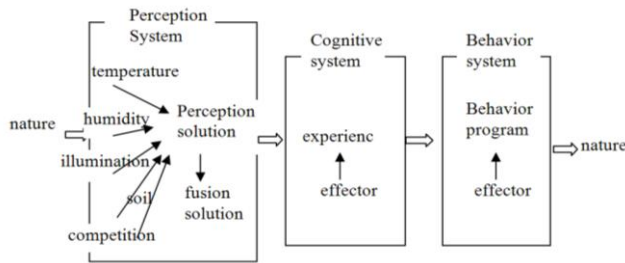 Perception
System
temperature
nature
humidity
Perception
solution
illumination
soil
fusion
solution
competition
Cognitive
system
experienc
effector
Behavior
system
Behavior
program
effector
nature